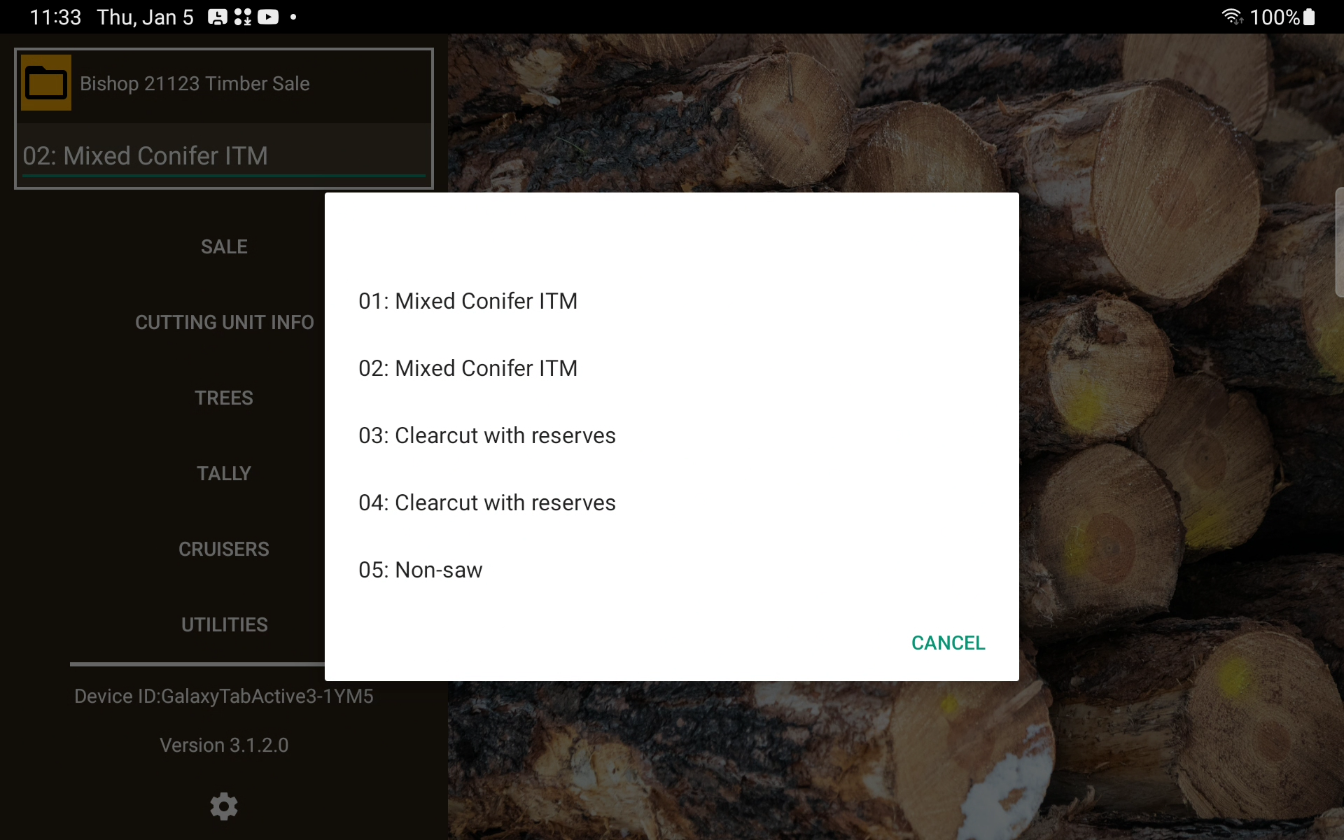 11:33 Thu, Jan 5
100%
Bishop 21123 Timber Sale
02: Mixed Conifer ITM
SALE
CUTTING UNIT INFO
TREES
TALLY
CRUISERS
UTILITIES
Device ID:GalaxyTabActive3-1YM5
Version 3.1.2.0
01: Mixed Conifer ITM
02: Mixed Conifer ITM
03: Clearcut with reserves
04: Clearcut with reserves
05: Non-saw
CANCEL